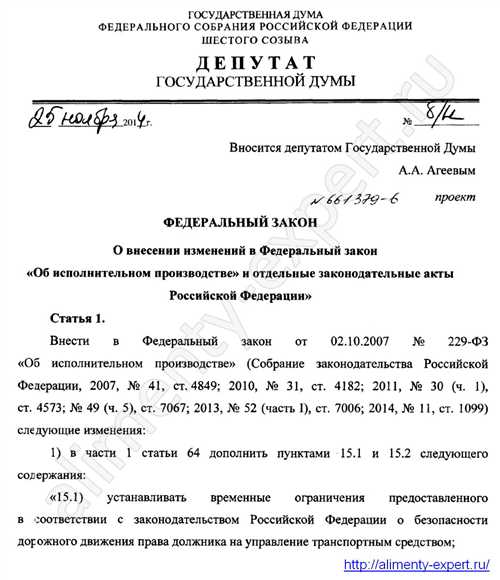 ГОСУДАРСТВЕННАЯ ДУМА
ФЕДЕРАЛЬНОГО СОБРАНИЯ РОССИЙСКОЙ ФЕДЕРАЦИИ
ШЕСТОГО СОЗЫВА
ДЕПУТАТ
ГОСУДАРСТВЕННОЙ ДУМЫ
25 ноября 2014 г. № 8/н
Вносится депутатом Государственной Думы
А.А. Агеевым
№661379-6 проект
ФЕДЕРАЛЬНЫЙ ЗАКОН
О внесении изменений в Федеральный закон
«Об исполнительном производстве» и отдельные законодательные акты
Российской Федерации»
Статья 1.
Внести в Федеральный закон от 02.10.2007 № 229-ФЗ
«Об исполнительном производстве» (Собрание законодательства Российской
Федерации, 2007, № 41, ст. 4849; 2010, № 31, ст. 4182; 2011, № 30 (ч. 1),
ст. 4573; № 49 (ч. 5), ст. 7067; 2013, № 52 (часть I), ст. 7006; 2014, № 11, ст. 1099)
следующие изменения:
1) в части 1 статьи 64 дополнить пунктами 15.1 и 15.2 следующего
содержания:
«15.1) устанавливать временные ограничения предоставленного
в соответствии с законодательством Российской Федерации о безопасности
дорожного движения права должника на управление транспортным средством;
alimenty-expert.ru
http://alimenty-expert.ru/